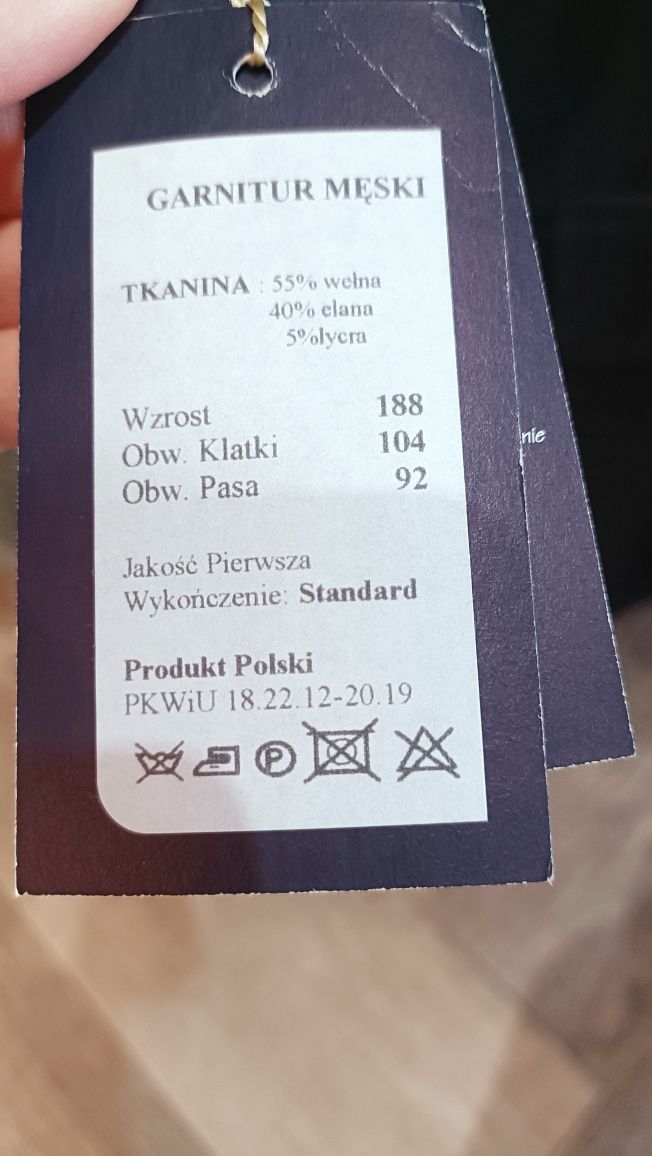 GARNITUR MĘSKI
TKANINA : 55% wełna
40% elana
5%lycra
Wzrost 188
Obw. Klatki 104
Obw. Pasa 92
Jakość Pierwsza
Wykończenie: Standard
Produkt Polski
PKWiU 18.22.12-20.19
P
nie